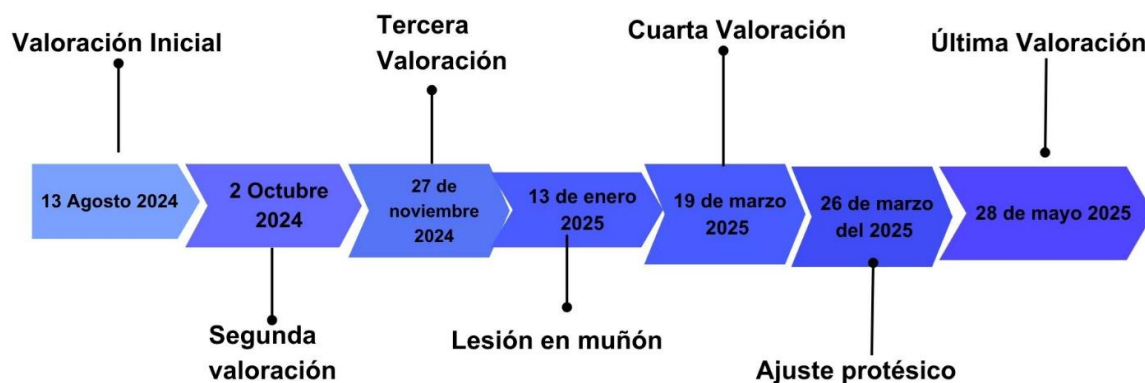 Valoración Inicial
Tercera
Valoración
Cuarta Valoración
Última Valoración
13 Agosto 2024
2 Octubre
2024
27 de
noviembre
2024
13 de enero
2025
19 de marzo
2025
26 de marzo
del 2025
28 de mayo 2025
Segunda
valoración
Lesión en muñón
Ajuste protésico